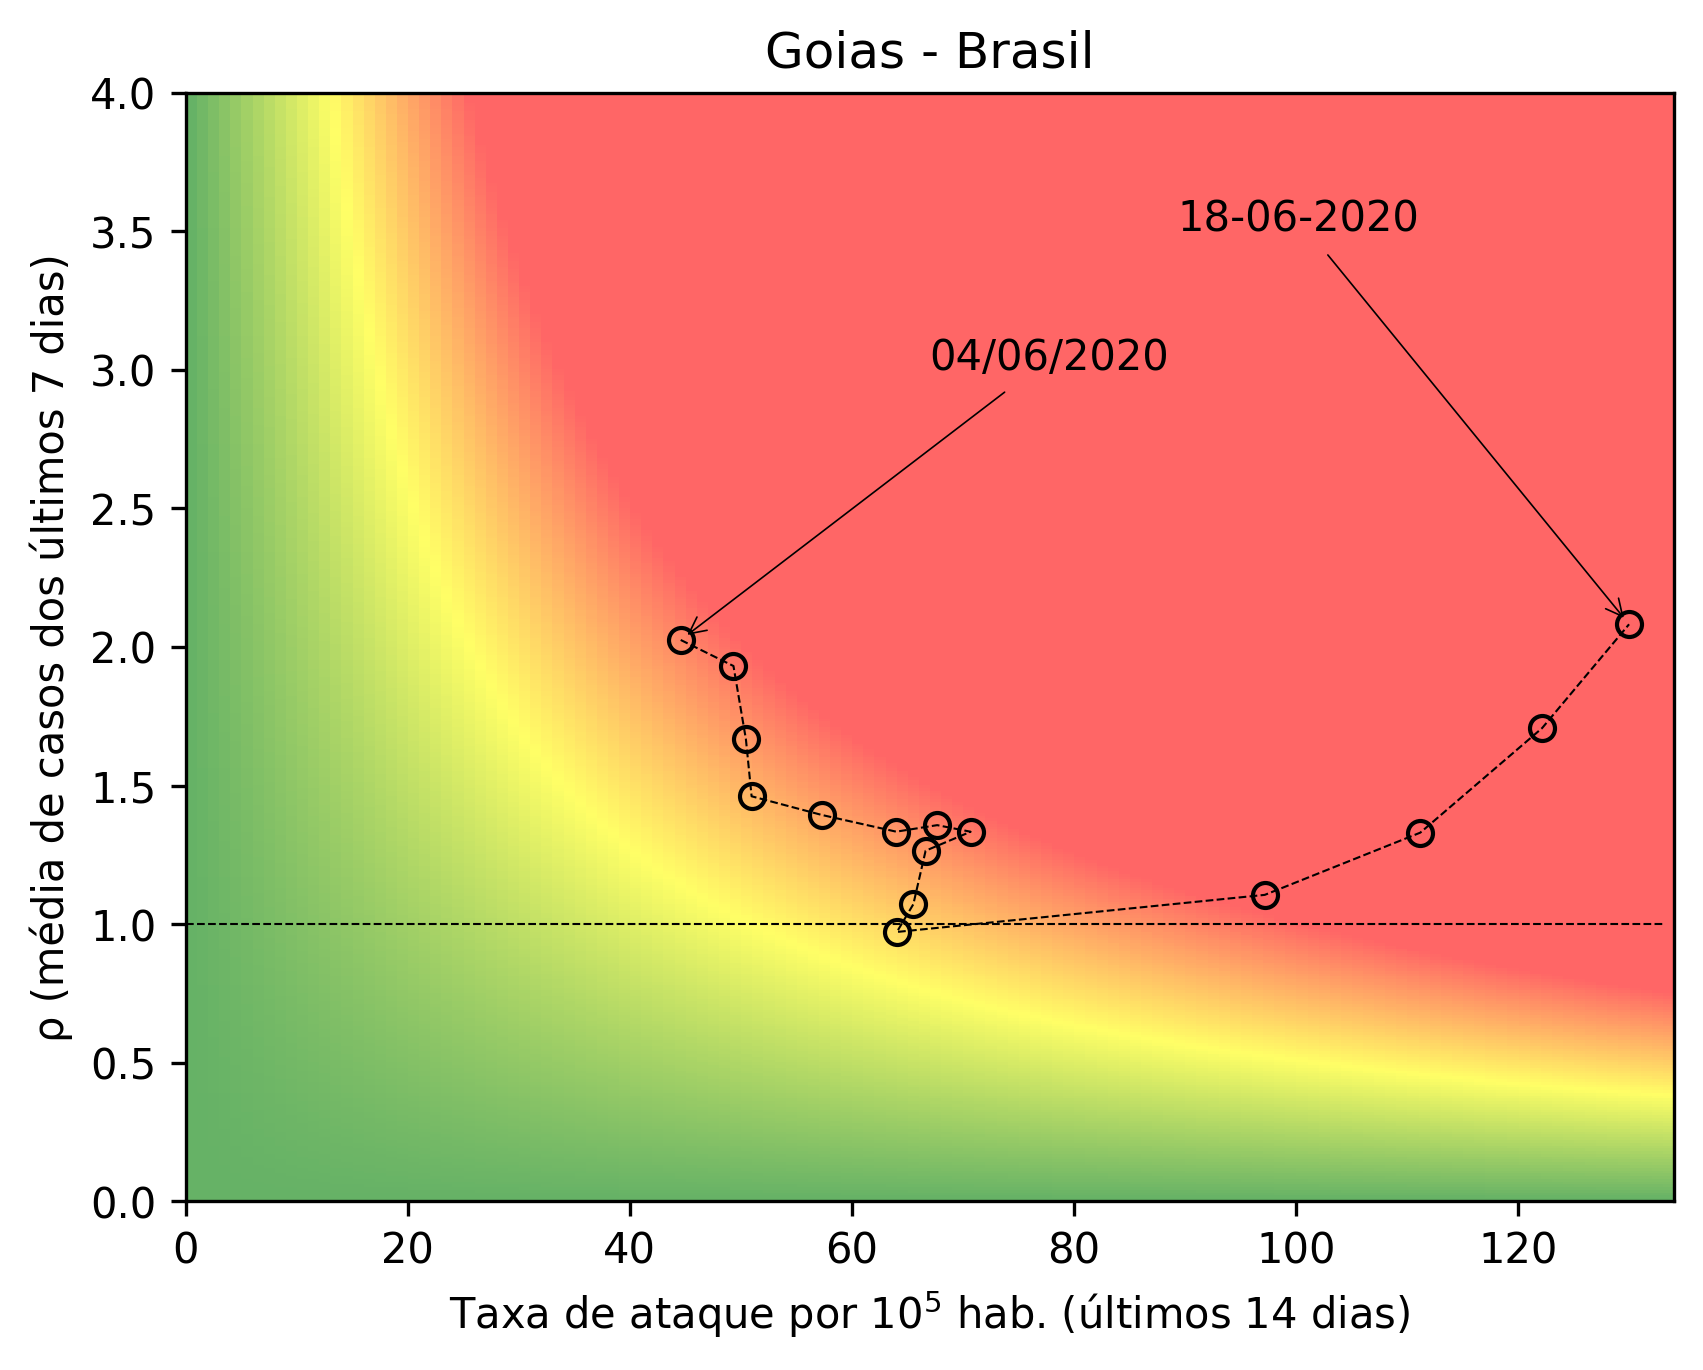 Goias - Brasil
4.0
3.5
3.0
2.5
2.0
1.5
1.0
0.5
0.0
ρ (média de casos dos últimos 7 dias)
18-06-2020
04/06/2020
0 20 40 60 80 100 120
Taxa de ataque por 10⁵ hab. (últimos 14 dias)